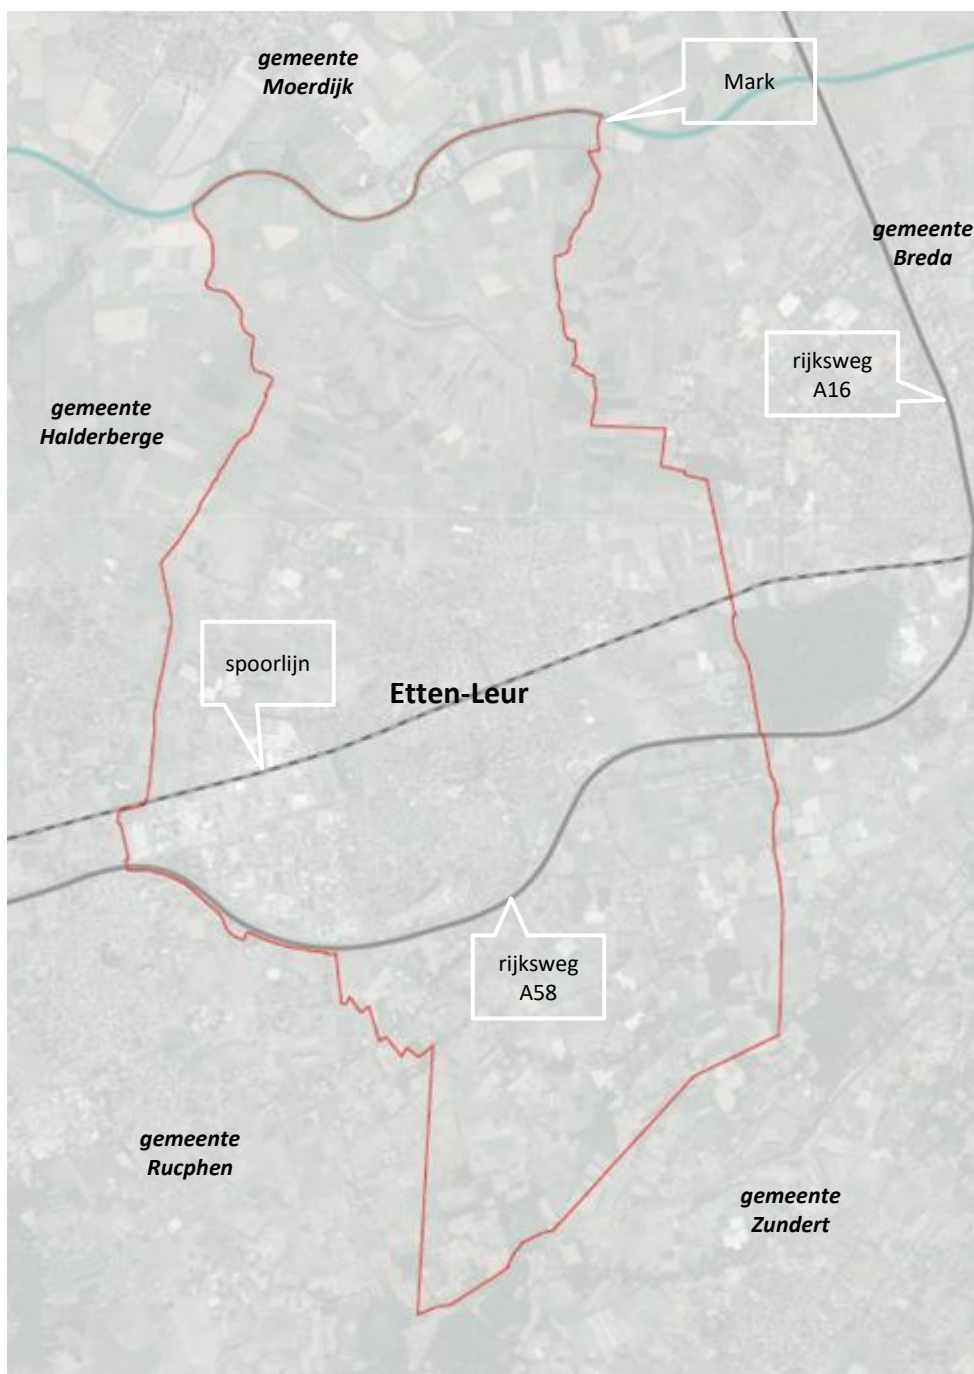 gemeente
Moerdijk
Mark
gemeente
Breda
rijksweg
A16
gemeente
Halderberge
spoorlijn
Etten-Leur
rijksweg
A58
gemeente
Rucphen
gemeente
Zundert